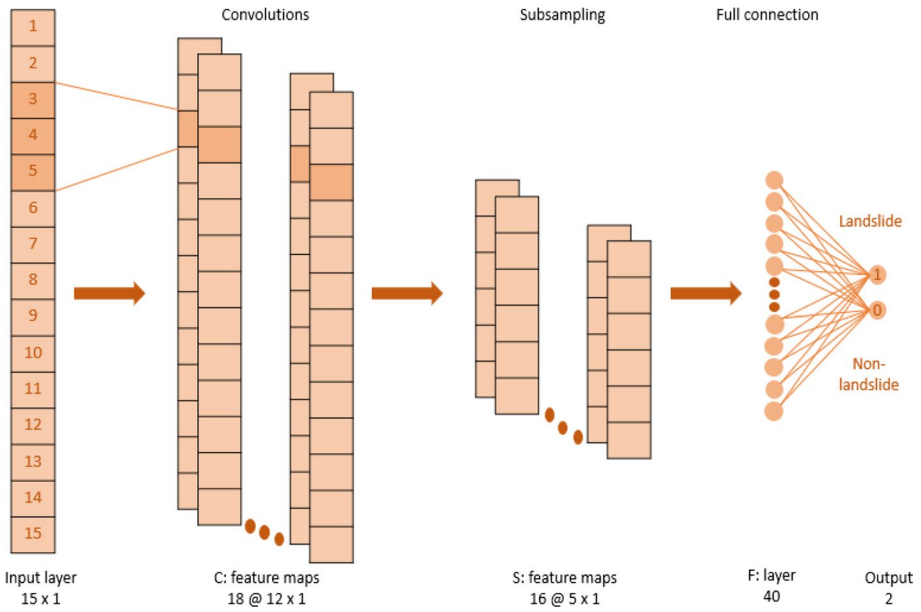 Convolutions
Subsampling
Full connection
1
2
3
4
5
6
7
8
9
10
11
12
13
14
15
Landslide
1
0
Non-
landslide
Input layer
15 x 1
C: feature maps
18 @ 12 x 1
S: feature maps
16 @ 5 x 1
F: layer
40
Output
2